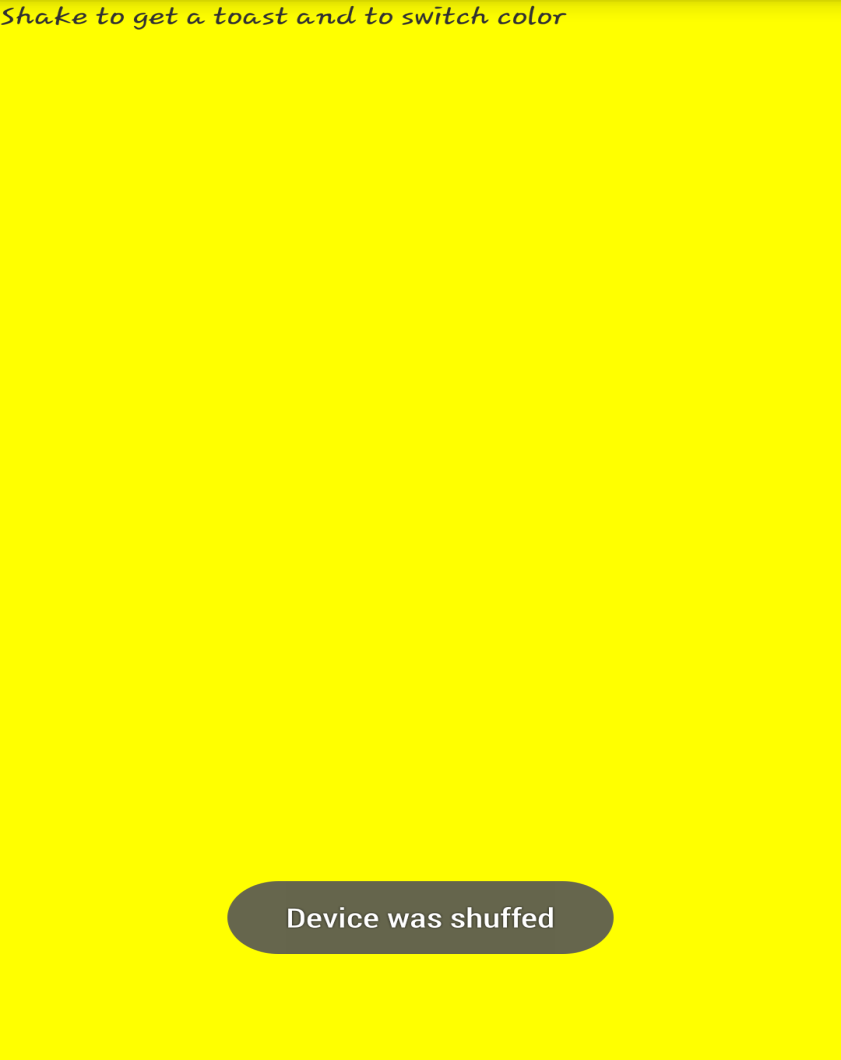 Shake to get a toast and to switch color
Device was shuffed